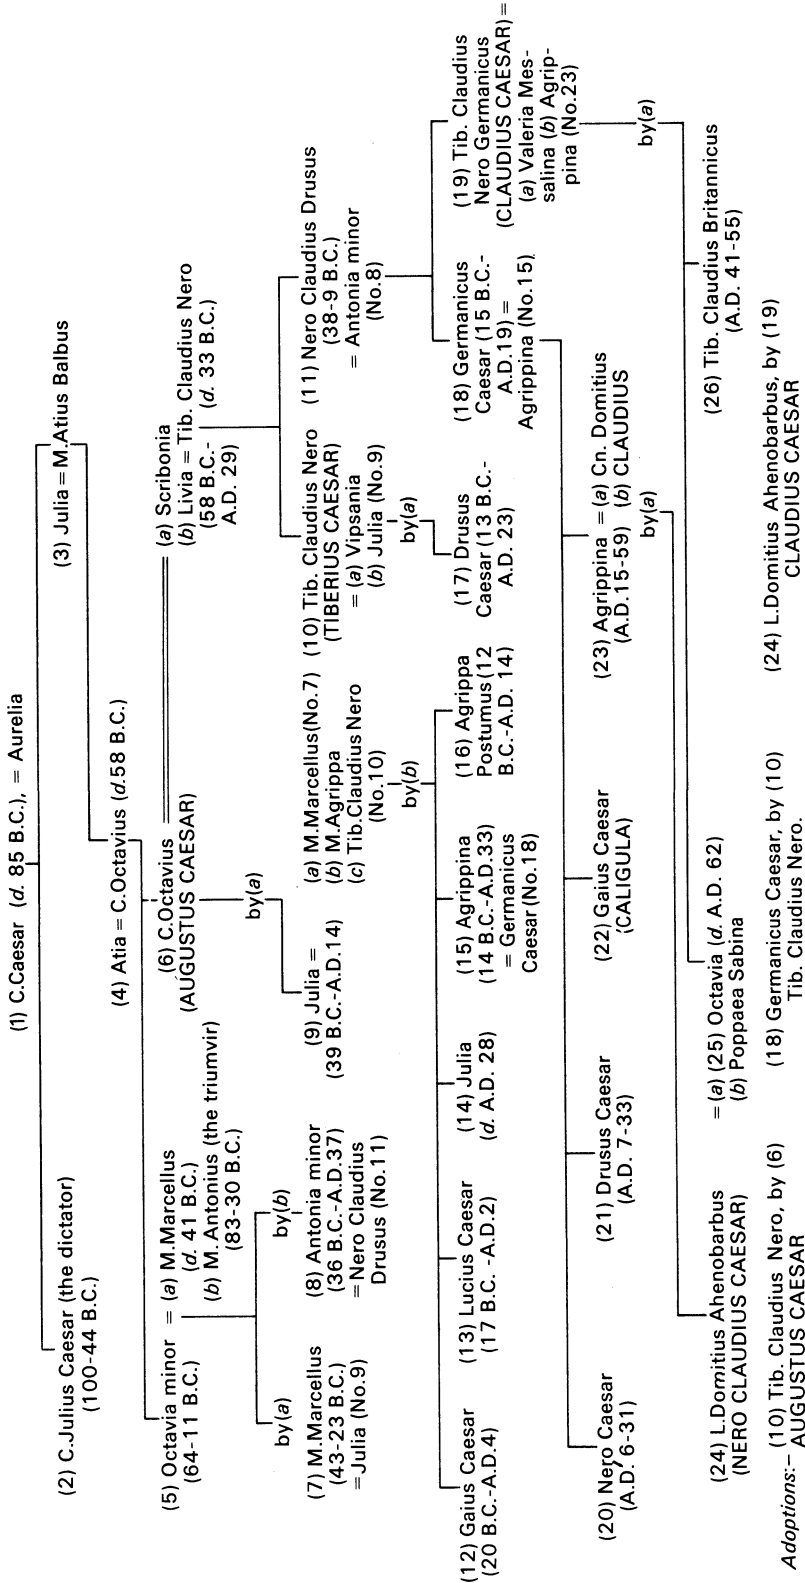 (1) C.Caesar (d. 85 B.C.), = Aurelia
(2) C.Julius Caesar (the dictator)
(100-44 B.C.)
(3) Julia = M.Atius Balbus
(4) Atia = C.Octavius (d.58 B.C.)
(5) Octavia minor
(64-11 B.C.)
= (a) M.Marcellus
(d. 41 B.C.)
(b) M. Antonius (the triumvir)
(83-30 B.C.)
(6) C.Octavius
(AUGUSTUS CAESAR)
(a) Scribonia
(b) Livia = Tib. Claudius Nero
(58 B.C.-
A.D. 29)
(d. 33 B.C.)
by(a)
by(b)
by(a)
(7) M.Marcellus
(43-23 B.C.)
=Julia (No.9)
(8) Antonia minor
(36 B.C.-A.D.37)
=Nero Claudius
Drusus (No.11)
(9) Julia =
(39 B.C.-A.D.14)
(a) M.Marcellus(No.7)
(b) M.Agrippa
(c) Tib.Claudius Nero
(No.10)
(10) Tib. Claudius Nero
(TIBERIUS CAESAR)
= (a) Vipsania
(b) Julia (No.9)
(11) Nero Claudius Drusus
(38-9 B.C.)
= Antonia minor
(No.8)
by(b)
by(a)
(12) Gaius Caesar
(20 B.C.-A.D.4)
(13) Lucius Caesar
(17 B.C. -A.D.2)
(14) Julia
(d. A.D. 28)
(15) Agrippina
(14 B.C.-A.D.33)
= Germanicus
Caesar (No.18)
(16) Agrippa
Postumus(12
B.C.-A.D. 14)
(17) Drusus
Caesar (13 B.C.-
A.D. 23)
(18) Germanicus
Caesar (15 B.C.-
A.D.19) =
Agrippina (No.15)
(19) Tib. Claudius
Nero Germanicus
(CLAUDIUS CAESAR) =
(a) Valeria Mes-
salina (b) Agrip-
pina (No.23)
by(a)
(20) Nero Caesar
(A.D. 6-31)
(21) Drusus Caesar
(A.D. 7-33)
(22) Gaius Caesar
(CALIGULA)
(23) Agrippina
(A.D.15-59)
= (a) Cn. Domitius
(b) CLAUDIUS
by(a)
(24) L.Domitius Ahenobarbus
(NERO CLAUDIUS CAESAR)
= (a) (25) Octavia (d. A.D. 62)
(b) Poppaea Sabina
(26) Tib. Claudius Britannicus
(A.D. 41-55)
Adoptions:– (10) Tib. Claudius Nero, by (6)
AUGUSTUS CAESAR
(18) Germanicus Caesar, by (10)
Tib. Claudius Nero.
(24) L.Domitius Ahenobarbus, by (19)
CLAUDIUS CAESAR